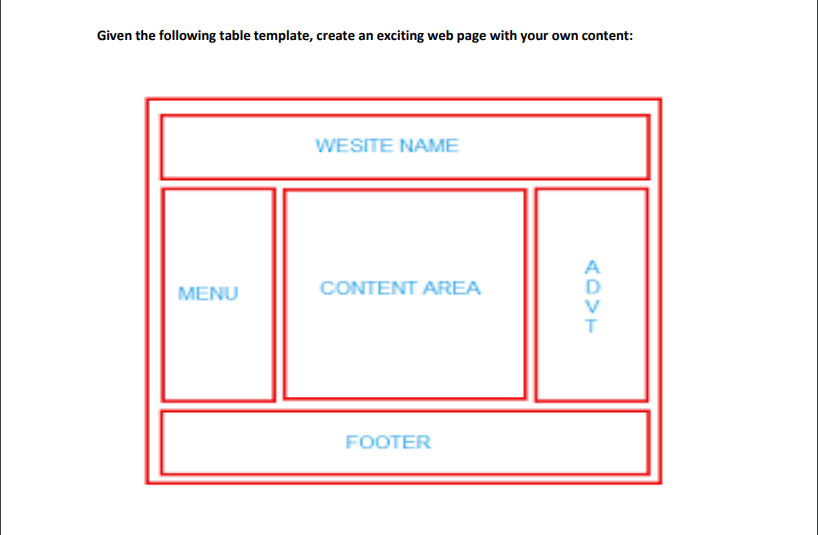 Given the following table template, create an exciting web page with your own content:
WESITE NAME
MENU
CONTENT AREA
A
D
V
T
FOOTER